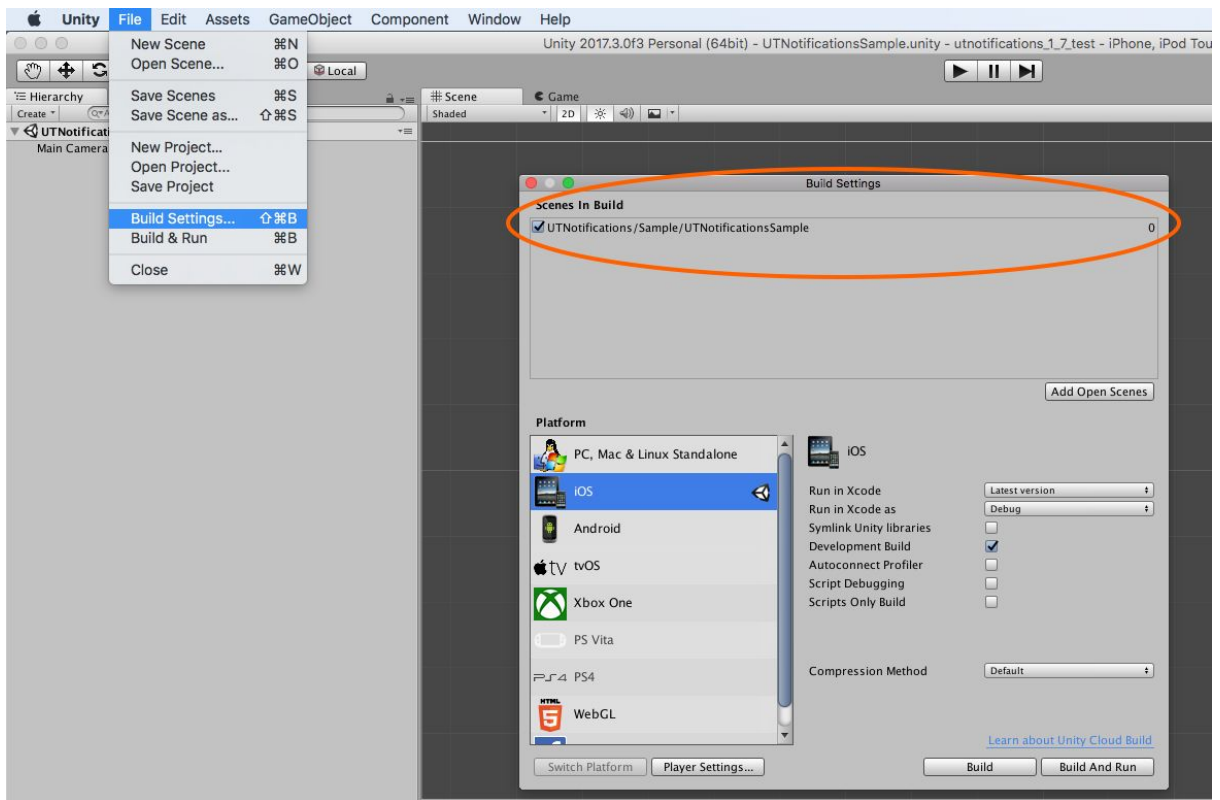 Unity File Edit Assets GameObject Component Window Help
Unity 2017.3.0f3 Personal (64bit) - UTNotificationsSample.unity - utnotifications_1_7_test - iPhone, iPod Tou
New Scene ⌘N
Open Scene... ⌘O
Save Scenes ⌘S
Save Scene as... ⇧⌘S
New Project...
Open Project...
Save Project
Build Settings... ⇧⌘B
Build & Run ⌘B
Close ⌘W
Local
Hierarchy
Create
UTNotificati
Main Camera
Scene Game
Shaded 2D
Build Settings
Scenes In Build
UTNotifications/Sample/UTNotificationsSample 0
Add Open Scenes
Platform
PC, Mac & Linux Standalone
iOS
Android
tv tvOS
Xbox One
PS Vita
PS4 PS4
HTML
5 WebGL
iOS
Run in Xcode Latest version
Run in Xcode as Debug
Symlink Unity libraries
Development Build
Autoconnect Profiler
Script Debugging
Scripts Only Build
Compression Method Default
Learn about Unity Cloud Build
Switch Platform Player Settings... Build Build And Run